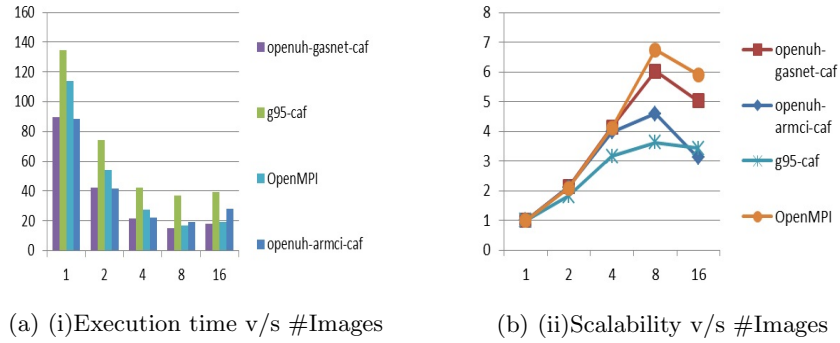 160
140
120
100
80
60
40
20
0
1 2 4 8 16
openuh-gasnet-caf
g95-caf
OpenMPI
openuh-armci-caf
8
7
6
5
4
3
2
1
0
1 2 4 8 16
openuh-
gasnet-caf
openuh-
armci-caf
g95-caf
OpenMPI
(a) (i)Execution time v/s #Images
(b) (ii)Scalability v/s #Images